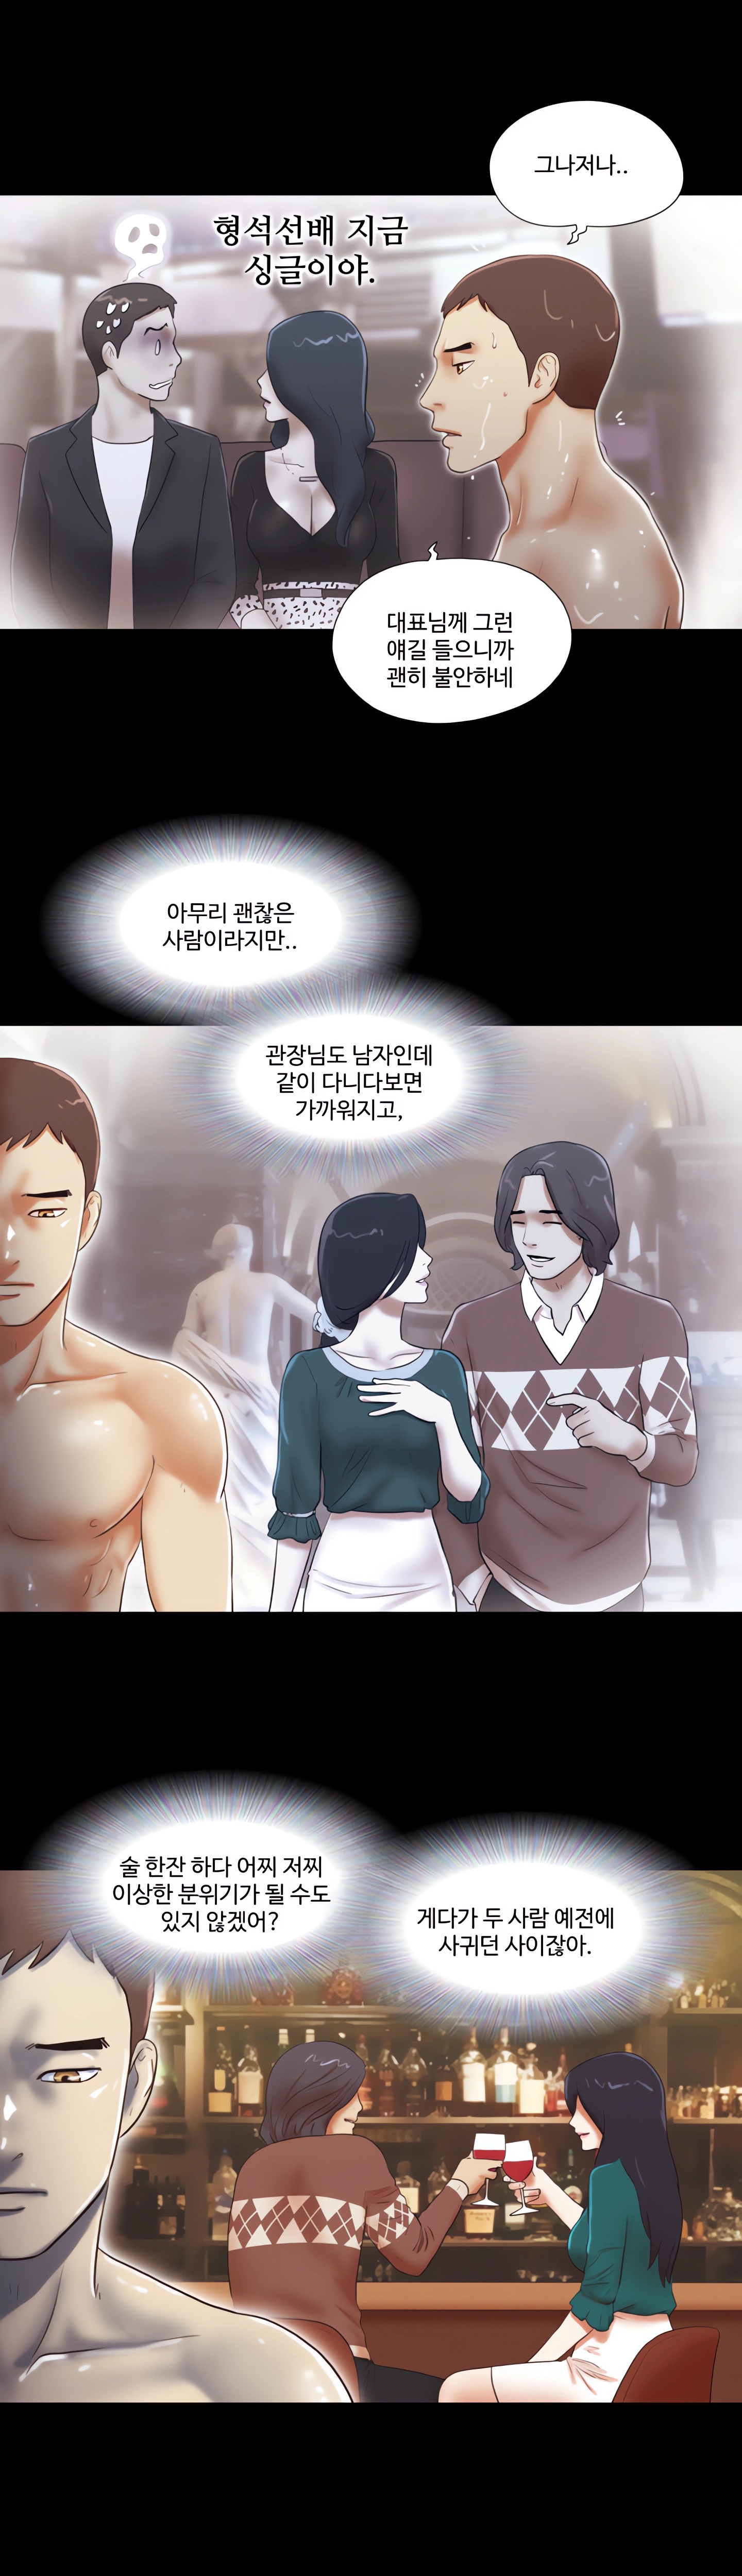 그나저나..
형석선배 지금
싱글이야.
대표님께 그런
얘길 들으니까
괜히 불안하네
아무리 괜찮은
사람이라지만..
관장님도 남자인데
같이 다니다보면
가까워지고,
술 한잔 하다 어찌 저찌
이상한 분위기가 될 수도
있지 않겠어?
게다가 두 사람 예전에
사귀던 사이잖아.